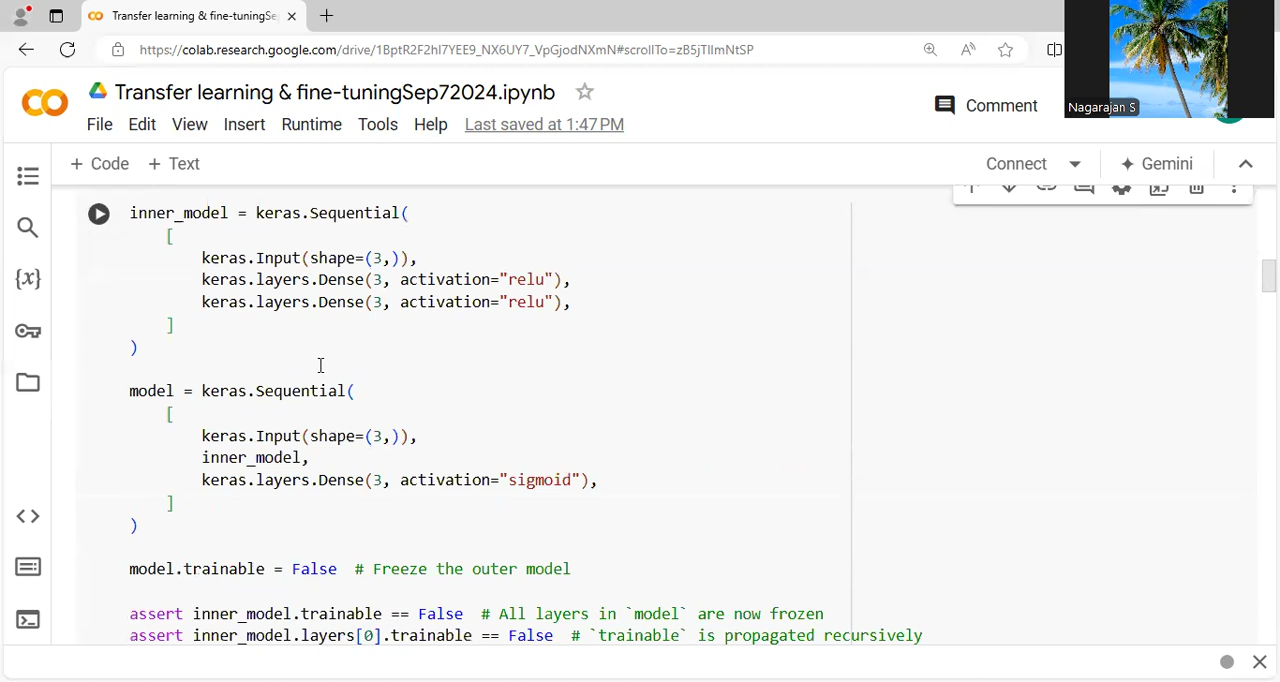 Transfer learning & fine-tuningSe
https://colab.research.google.com/drive/1BptR2F2hI7YEE9_NX6UY7_VpGjodNXmN#scrollTo=zB5jTIImNtSP
Transfer learning & fine-tuningSep72024.ipynb
Comment
Nagarajan S
File Edit View Insert Runtime Tools Help Last saved at 1:47 PM
+ Code + Text Connect Gemini
inner_model = keras.Sequential(
[
keras.Input(shape=(3,)),
keras.layers.Dense(3, activation="relu"),
keras.layers.Dense(3, activation="relu"),
]
)
model = keras.Sequential(
[
keras.Input(shape=(3,)),
inner_model,
keras.layers.Dense(3, activation="sigmoid"),
]
)
model.trainable = False # Freeze the outer model
assert inner_model.trainable == False # All layers in `model` are now frozen
assert inner_model.layers[0].trainable == False # `trainable` is propagated recursively